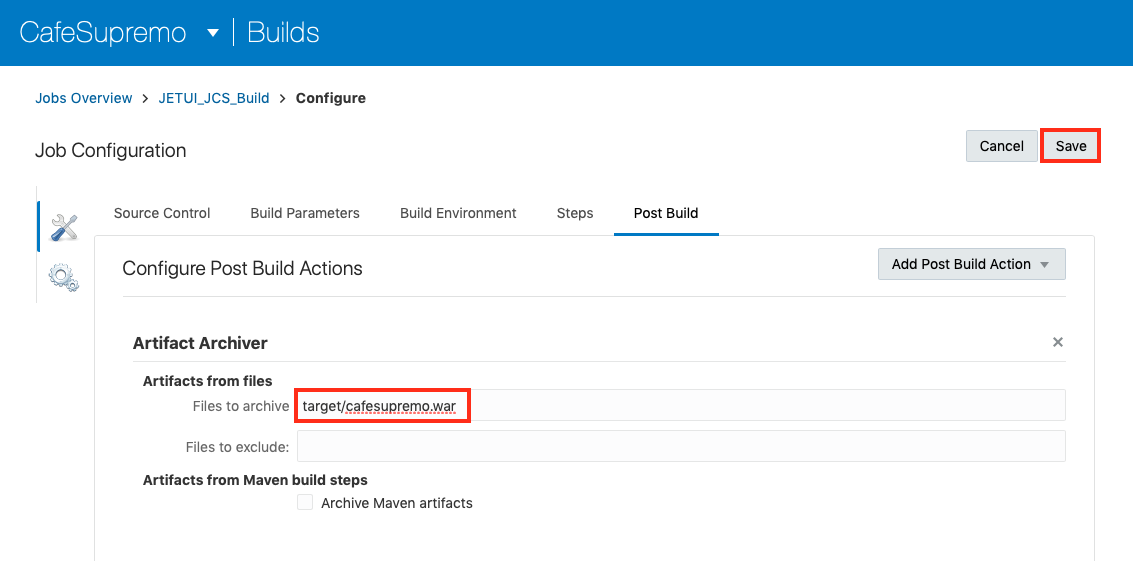 CafeSupremo Builds
Jobs Overview > JETUI_JCS_Build > Configure
Job Configuration
Cancel Save
Source Control Build Parameters Build Environment Steps Post Build
Configure Post Build Actions
Add Post Build Action
Artifact Archiver
Artifacts from files
Files to archive target/cafesupremo.war
Files to exclude:
Artifacts from Maven build steps
Archive Maven artifacts